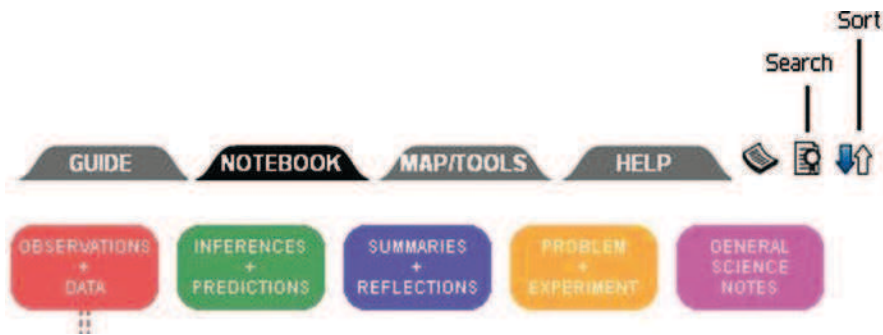 Sort
Search
GUIDE NOTEBOOK MAP/TOOLS HELP
OBSERVATIONS
+
DATA
INFERENCES
+
PREDICTIONS
SUMMARIES
+
REFLECTIONS
PROBLEM
+
EXPERIMENT
GENERAL
SCIENCE
NOTES